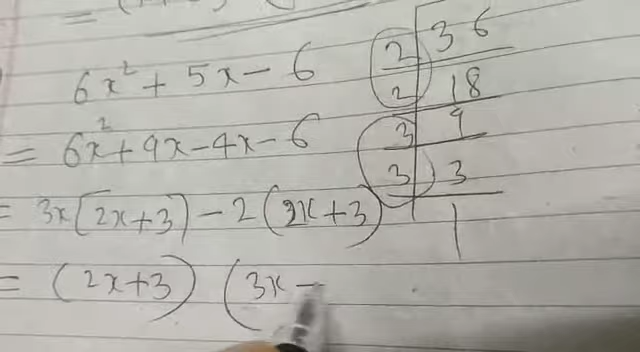 6x² + 5x - 6
= 6x² + 9x - 4x - 6
= 3x(2x+3) - 2(2x+3)
= (2x+3) (3x -
2 | 36
2 | 18
3 | 9
3 | 3
1